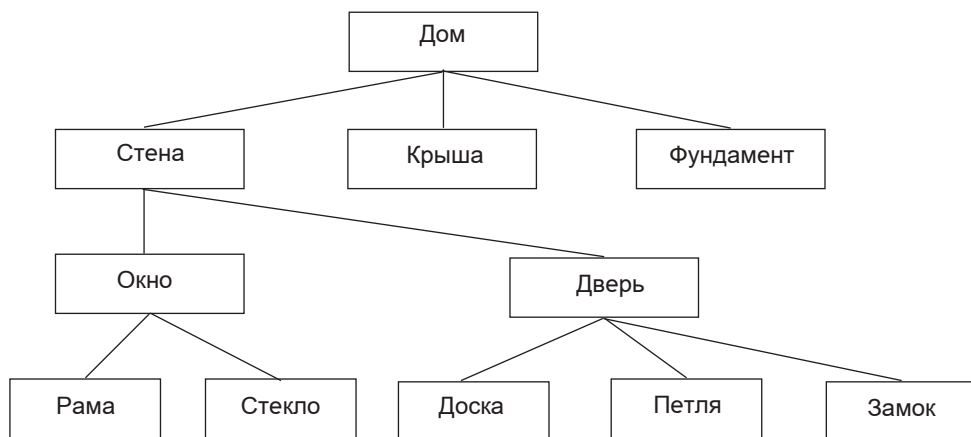 Дом
Стена
Крыша
Фундамент
Окно
Дверь
Рама
Стекло
Доска
Петля
Замок